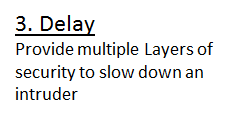 3. Delay
Provide multiple Layers of
security to slow down an
intruder